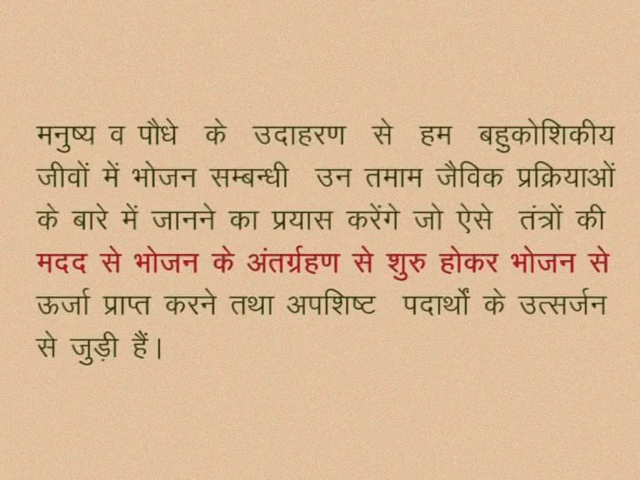 मनुष्य व पौधे के उदाहरण से हम बहुकोशिकीय
जीवों में भोजन सम्बन्धी उन तमाम जैविक प्रक्रियाओं
के बारे में जानने का प्रयास करेंगे जो ऐसे तंत्रों की
मदद से भोजन के अंतर्ग्रहण से शुरु होकर भोजन से
ऊर्जा प्राप्त करने तथा अपशिष्ट पदार्थों के उत्सर्जन
से जुड़ी हैं।